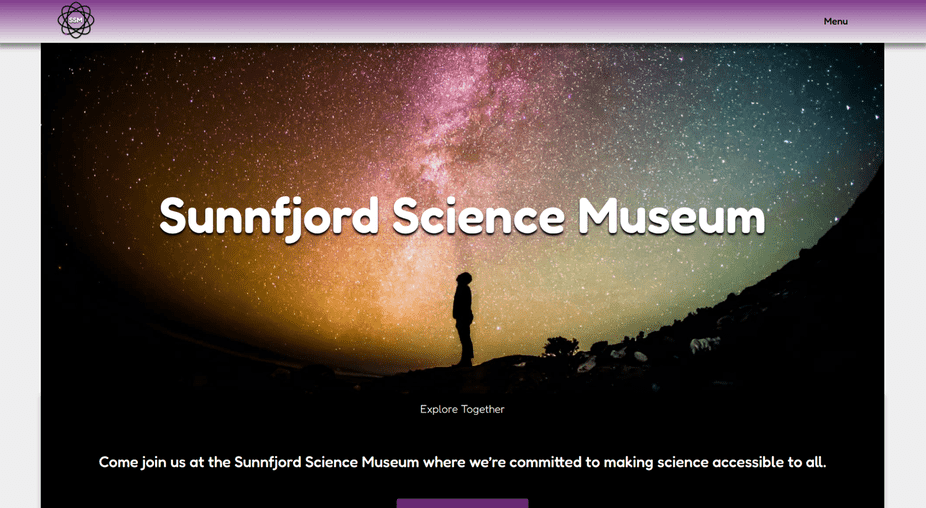 SSM
Menu
Sunnfjord Science Museum
Explore Together
Come join us at the Sunnfjord Science Museum where we're committed to making science accessible to all.